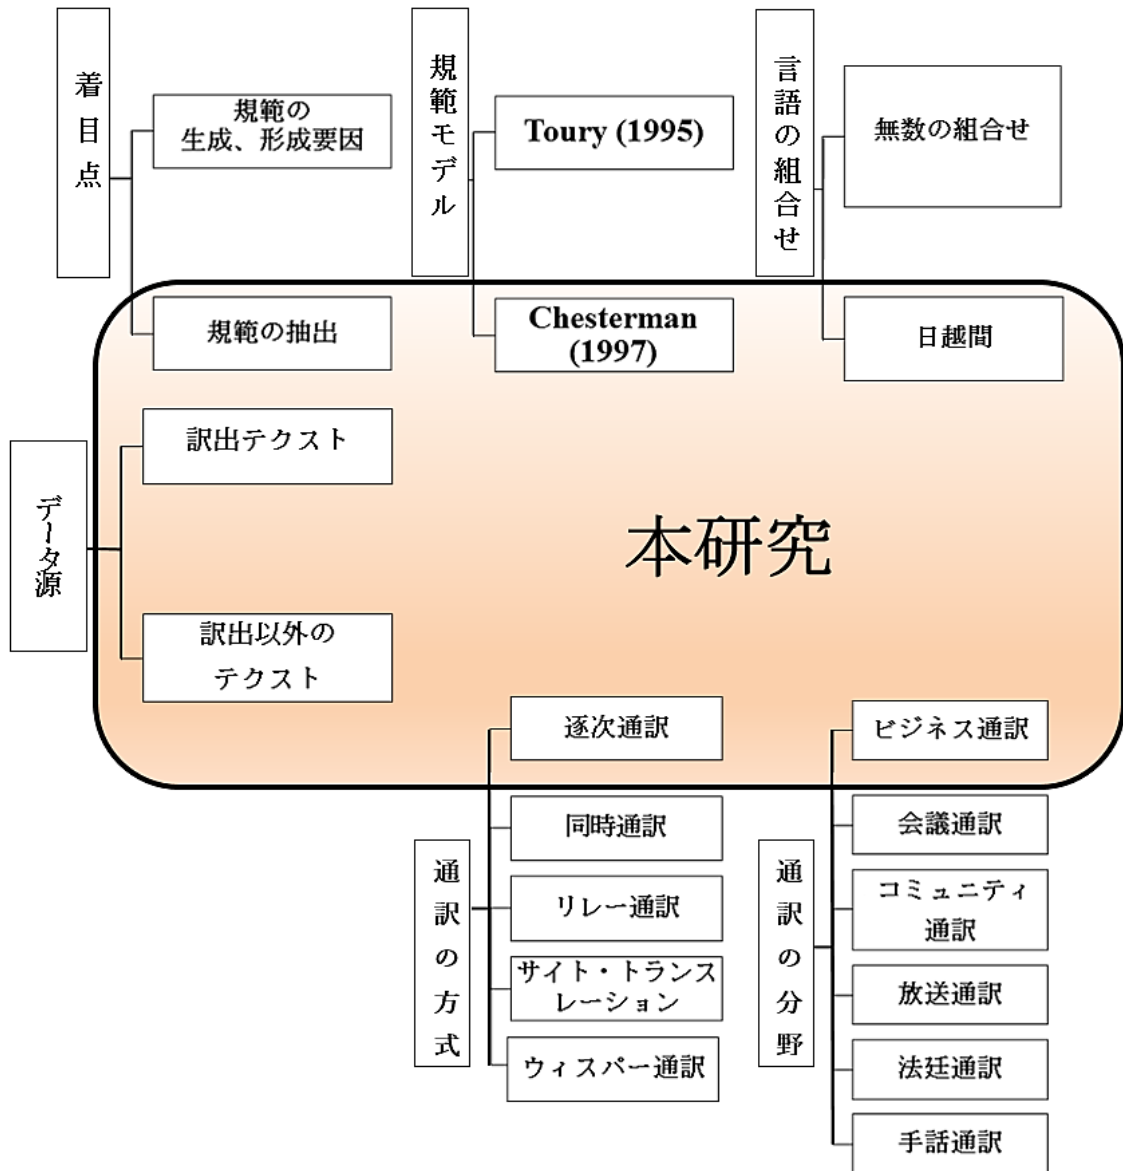 着目点
規範の
生成、形成要因
規範の抽出
規範モデル
Toury (1995)
Chesterman
(1997)
言語の組合せ
無数の組合せ
日越間
データ源
訳出テクスト
訳出以外の
テクスト
本研究
通訳の方式
逐次通訳
同時通訳
リレー通訳
サイト・トランス
レーション
ウィスパー通訳
通訳の分野
ビジネス通訳
会議通訳
コミュニティ
通訳
放送通訳
法廷通訳
手話通訳